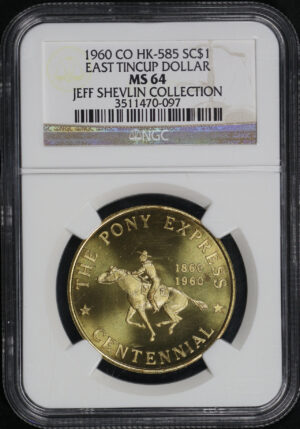 1960 CO HK-585 SC$1
EAST TINCUP DOLLAR
MS 64
JEFF SHEVLIN COLLECTION
3511470-097
NGC
THE PONY EXPRESS
1860
1960
CENTENNIAL